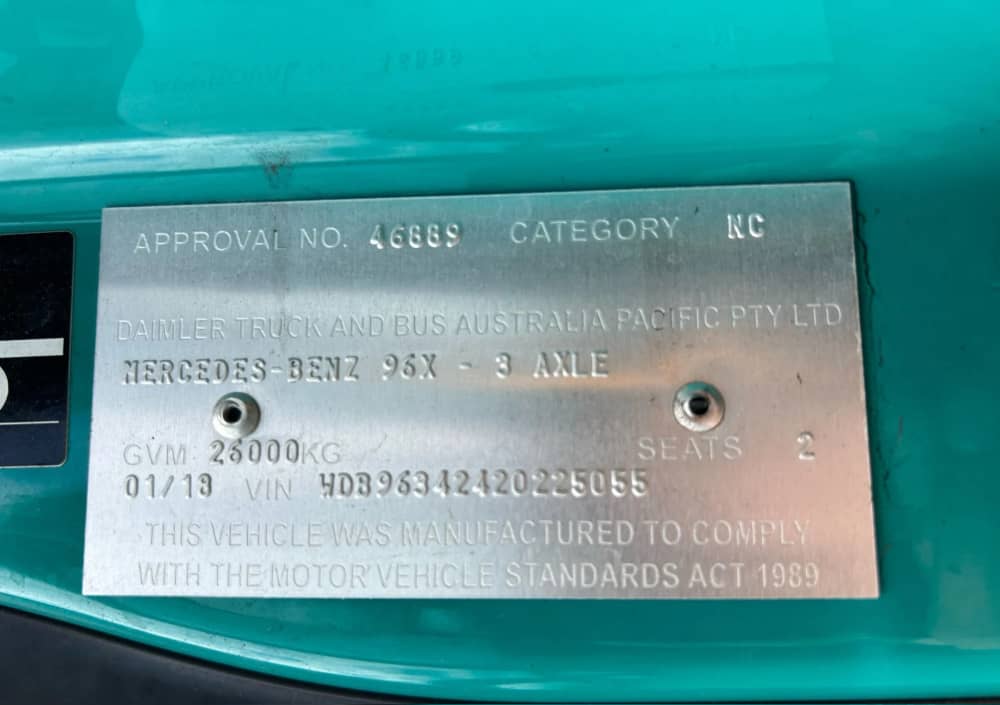 APPROVAL NO. 46889 CATEGORY NC
DAIMLER TRUCK AND BUS AUSTRALIA PACIFIC PTY LTD
MERCEDES-BENZ 96X - 3 AXLE
GVM 26000KG SEATS 2
01/18 VIN WDB96342420225055
THIS VEHICLE WAS MANUFACTURED TO COMPLY
WITH THE MOTOR VEHICLE STANDARDS ACT 1989